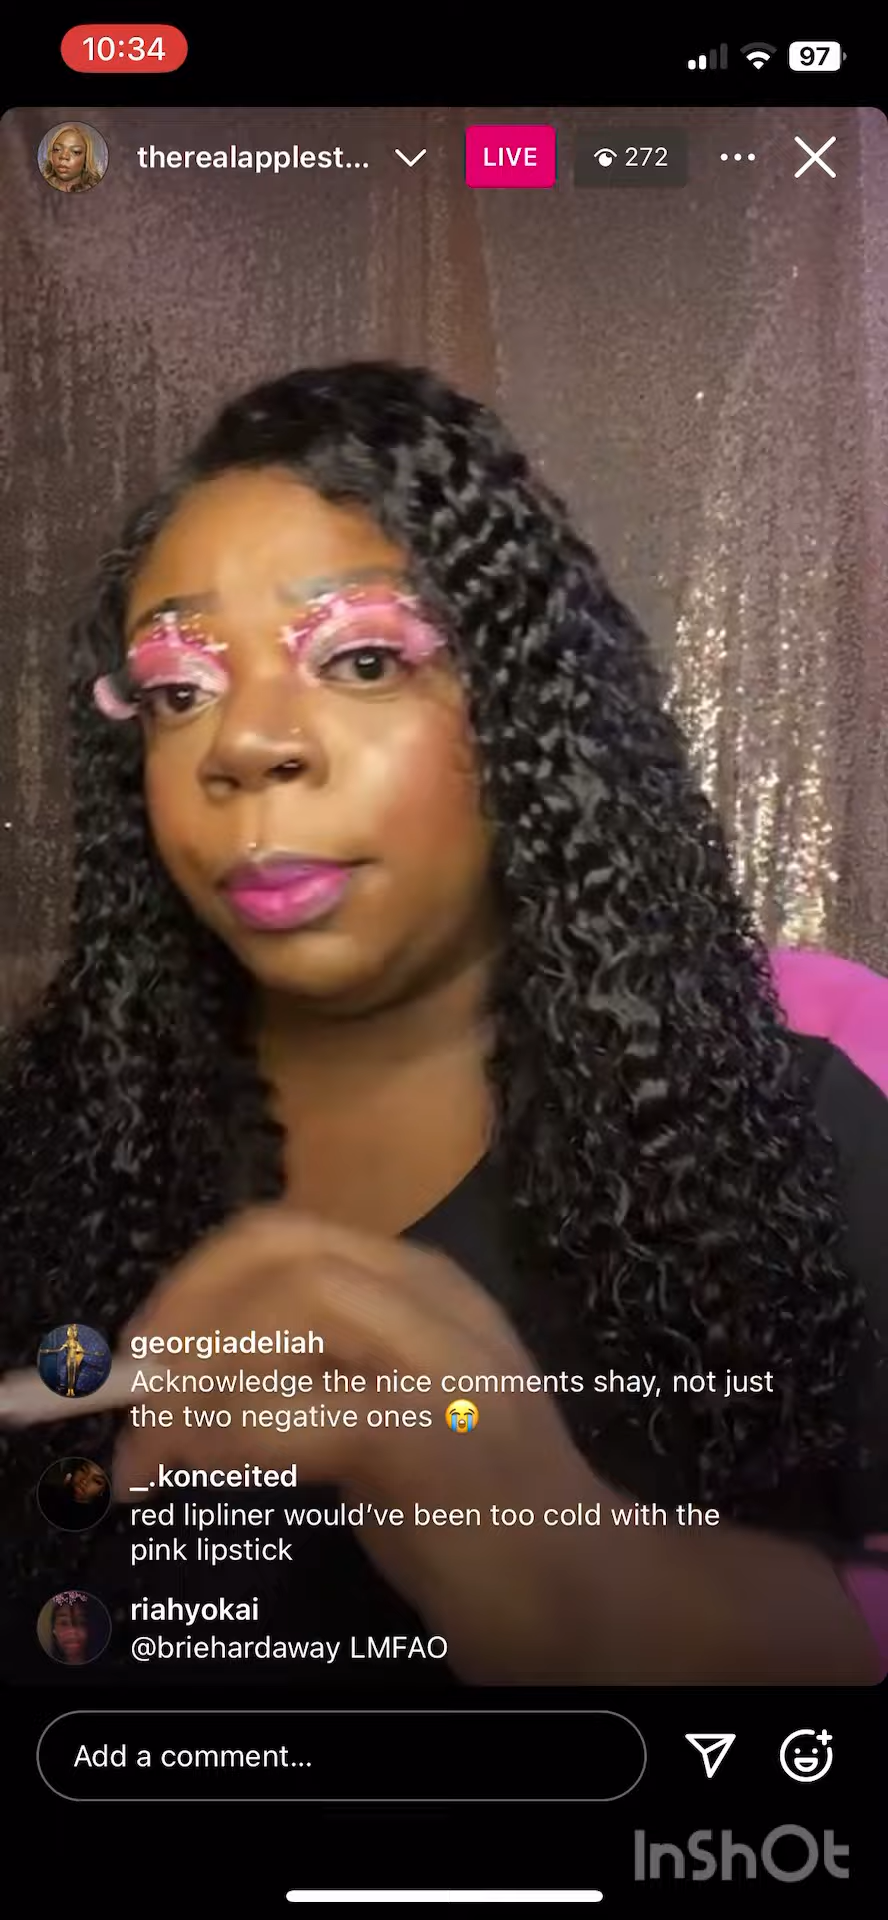 10:34
97
therealapplest...
LIVE
272
georgiadeliah
Acknowledge the nice comments shay, not just
the two negative ones 😭
_.konceited
red lipliner would’ve been too cold with the
pink lipstick
riahyokai
@briehardaway LMFAO
Add a comment...
InShOt